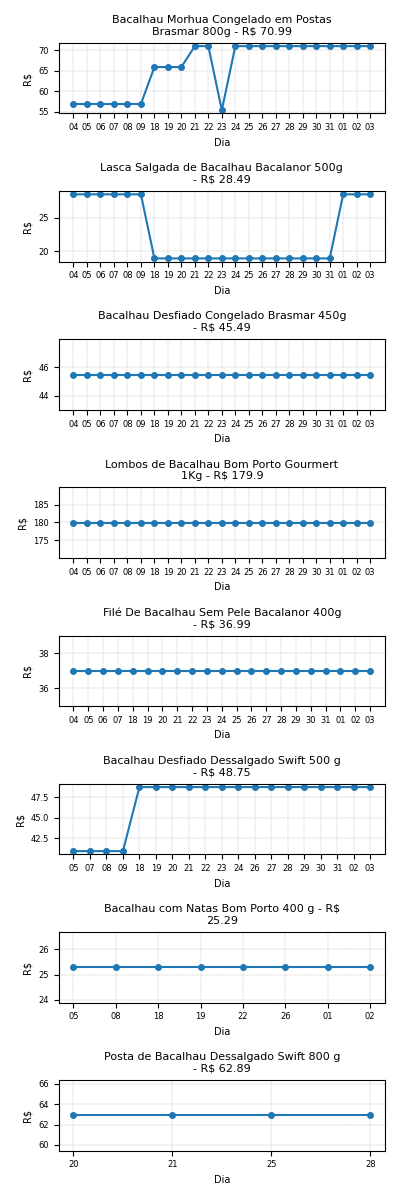 Bacalhau Morhua Congelado em Postas
Brasmar 800g - R$ 70.99
70
65
60
55
R$
04 05 06 07 08 09 18 19 20 21 22 23 24 25 26 27 28 29 30 31 01 02 03
Dia
Lasca Salgada de Bacalhau Bacalanor 500g
- R$ 28.49
25
20
R$
04 05 06 07 08 09 18 19 20 21 22 23 24 25 26 27 28 29 30 31 01 02 03
Dia
Bacalhau Desfiado Congelado Brasmar 450g
- R$ 45.49
46
44
R$
04 05 06 07 08 09 18 19 20 21 22 23 24 25 26 27 28 29 30 31 01 02 03
Dia
Lombos de Bacalhau Bom Porto Gourmert
1Kg - R$ 179.9
185
180
175
R$
04 05 06 07 08 09 18 19 20 21 22 23 24 25 26 27 28 29 30 31 01 02 03
Dia
Filé De Bacalhau Sem Pele Bacalanor 400g
- R$ 36.99
38
36
R$
04 05 06 07 18 19 20 21 22 23 24 25 26 27 28 29 30 31 01 02 03
Dia
Bacalhau Desfiado Dessalgado Swift 500 g
- R$ 48.75
47.5
45.0
42.5
R$
05 07 08 09 18 19 20 21 22 23 24 25 26 27 28 29 30 31 01 02 03
Dia
Bacalhau com Natas Bom Porto 400 g - R$
25.29
26
25
24
R$
05 08 18 19 22 26 01 02
Dia
Posta de Bacalhau Dessalgado Swift 800 g
- R$ 62.89
66
64
62
60
R$
20 21 25 28
Dia